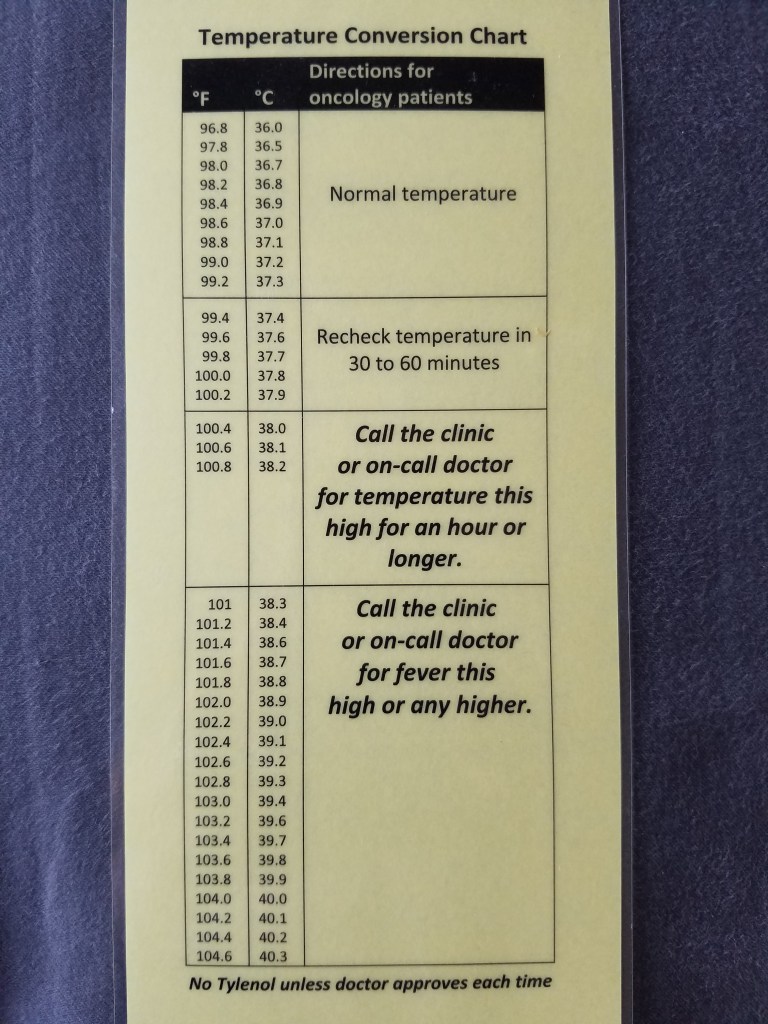 Temperature Conversion Chart
°F °C Directions for
oncology patients
96.8 36.0
97.8 36.5
98.0 36.7
98.2 36.8
98.4 36.9
98.6 37.0
98.8 37.1
99.0 37.2
99.2 37.3
Normal temperature
99.4 37.4
99.6 37.6
99.8 37.7
100.0 37.8
100.2 37.9
Recheck temperature in
30 to 60 minutes
100.4 38.0
100.6 38.1
100.8 38.2
Call the clinic
or on-call doctor
for temperature this
high for an hour or
longer.
101 38.3
101.2 38.4
101.4 38.6
101.6 38.7
101.8 38.8
102.0 38.9
102.2 39.0
102.4 39.1
102.6 39.2
102.8 39.3
103.0 39.4
103.2 39.6
103.4 39.7
103.6 39.8
103.8 39.9
104.0 40.0
104.2 40.1
104.4 40.2
104.6 40.3
Call the clinic
or on-call doctor
for fever this
high or any higher.
No Tylenol unless doctor approves each time